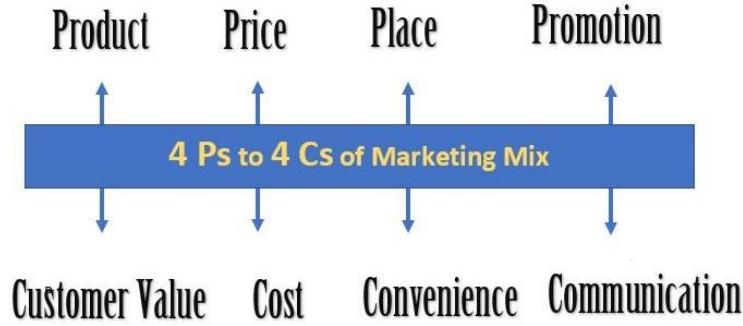 Product Price Place Promotion
4 Ps to 4 Cs of Marketing Mix
Customer Value Cost Convenience Communication